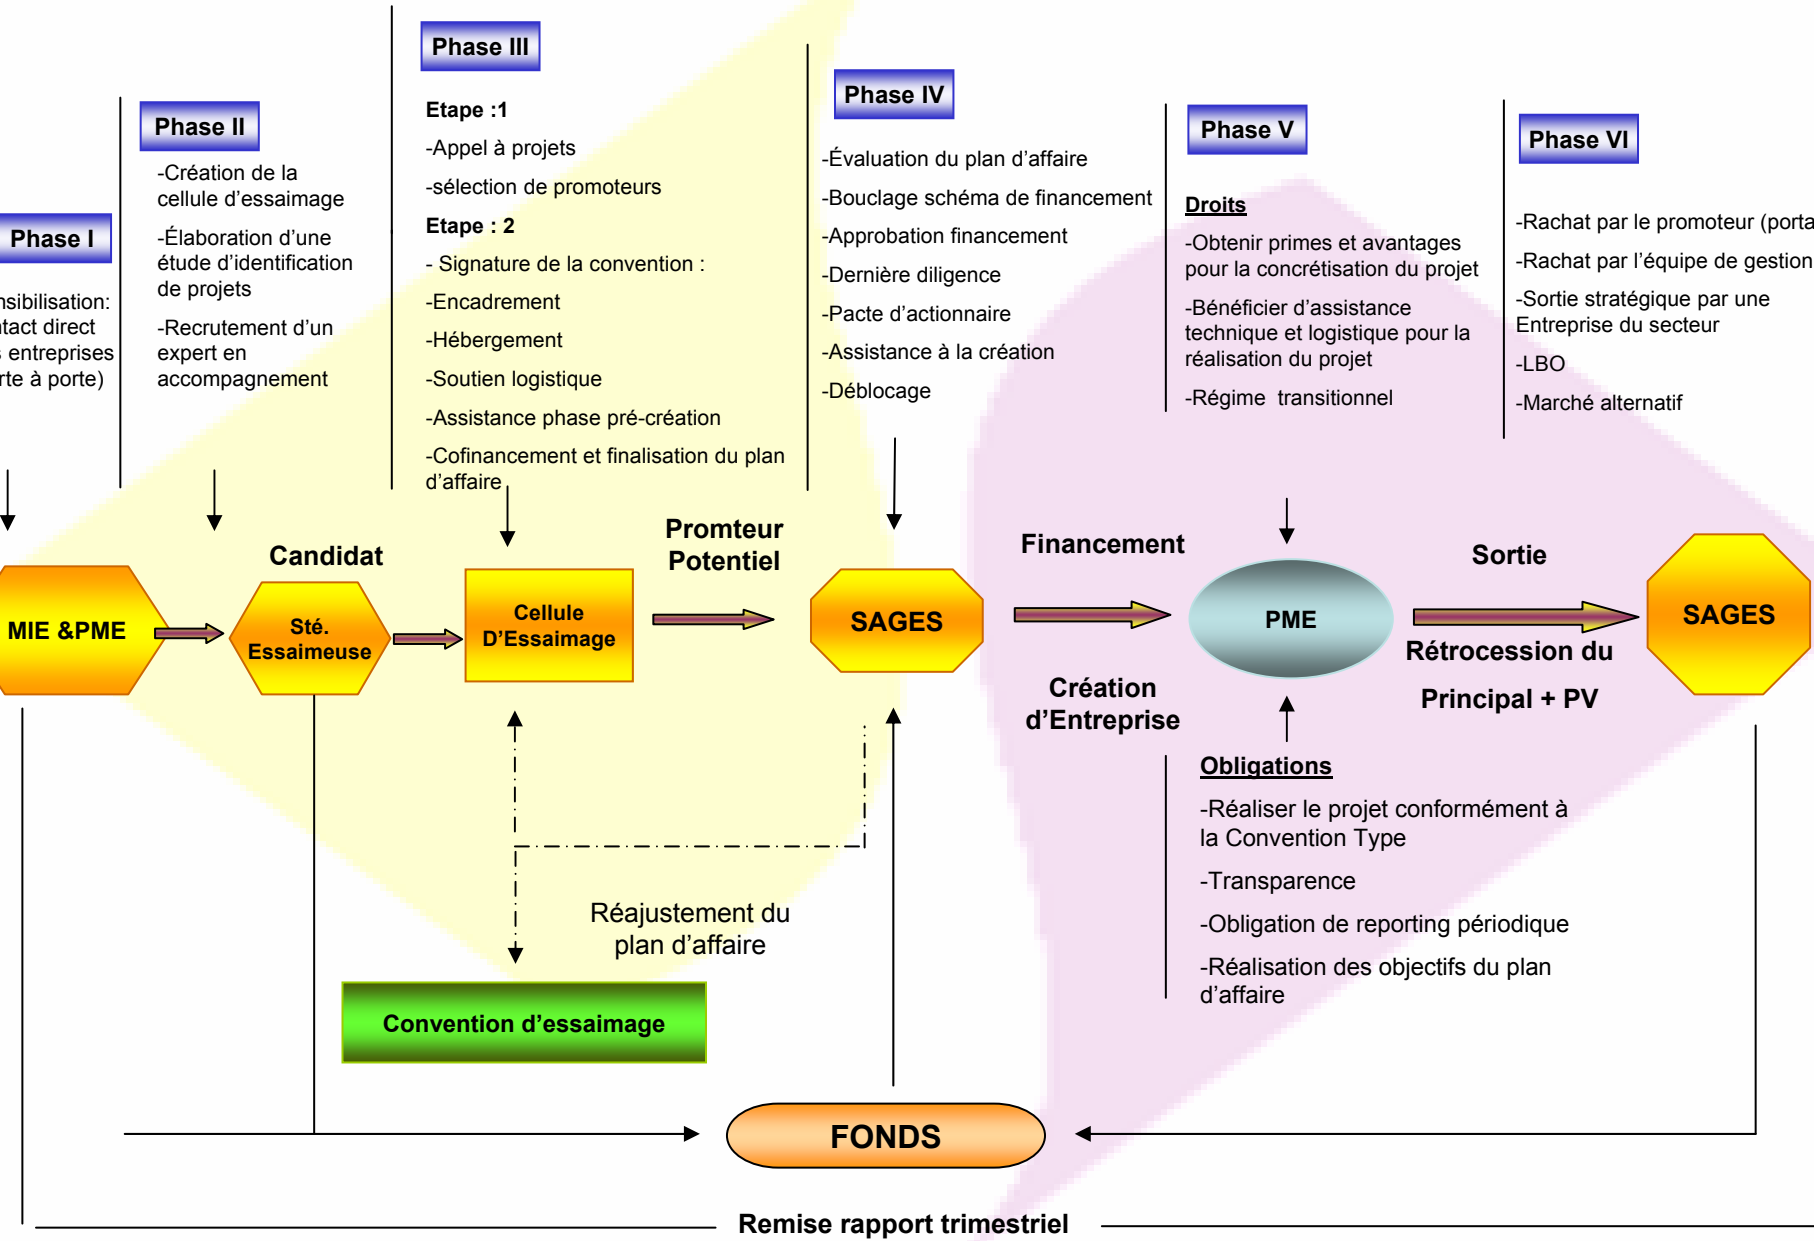 Phase I
nsibilisation:
ntact direct
s entreprises
rte à porte)
Phase II
-Création de la
cellule d'essaimage
-Élaboration d'une
étude d'identification
de projets
-Recrutement d'un
expert en
accompagnement
Phase III
Etape :1
-Appel à projets
-sélection de promoteurs
Etape : 2
- Signature de la convention :
-Encadrement
-Hébergement
-Soutien logistique
-Assistance phase pré-création
-Cofinancement et finalisation du plan
d'affaire
Phase IV
-Évaluation du plan d'affaire
-Bouclage schéma de financement
-Approbation financement
-Dernière diligence
-Pacte d'actionnaire
-Assistance à la création
-Déblocage
Phase V
Droits
-Obtenir primes et avantages
pour la concrétisation du projet
-Bénéficier d'assistance
technique et logistique pour la
réalisation du projet
-Régime  transitionnel
Phase VI
-Rachat par le promoteur (porta
-Rachat par l'équipe de gestion
-Sortie stratégique par une
Entreprise du secteur
-LBO
-Marché alternatif
MIE &PME
Candidat
Sté.
Essaimeuse
Cellule
D'Essaimage
Promteur
Potentiel
SAGES
Financement
Création
d'Entreprise
PME
Sortie
Rétrocession du
Principal + PV
SAGES
Obligations
-Réaliser le projet conformément à
la Convention Type
-Transparence
-Obligation de reporting périodique
-Réalisation des objectifs du plan
d'affaire
Réajustement du
plan d'affaire
Convention d'essaimage
FONDS
Remise rapport trimestriel